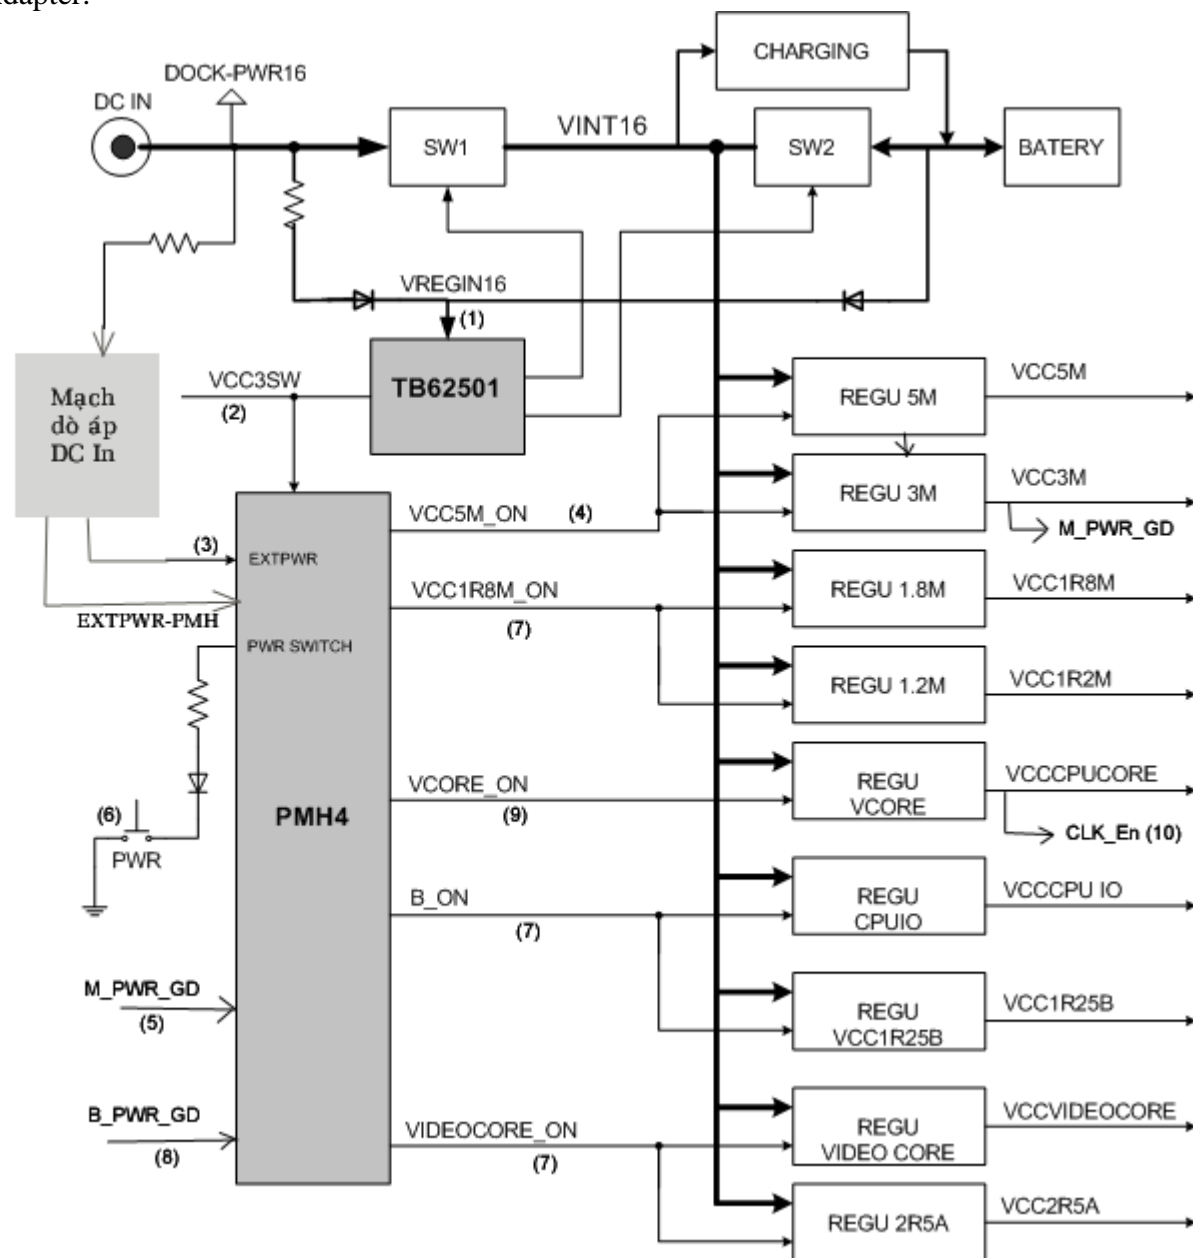 dapter.
CHARGING
DOCK-PWR16
DC IN
SW1
VINT16
SW2
BATERY
VREGIN16
(1)
TB62501
VCC3SW
(2)
Mạch
dò áp
DC In
REGU 5M
VCC5M
REGU 3M
VCC3M
M_PWR_GD
VCC5M_ON
(4)
(3)
EXTPWR
EXTPWR-PMH
VCC1R8M_ON
(7)
REGU 1.8M
VCC1R8M
PWR SWITCH
REGU 1.2M
VCC1R2M
PMH4
VCORE_ON
(9)
REGU
VCORE
VCCCPUCORE
CLK_En (10)
(6)
PWR
B_ON
(7)
REGU
CPUIO
VCCCPU IO
M_PWR_GD
(5)
REGU
VCC1R25B
VCC1R25B
B_PWR_GD
(8)
VIDEOCORE_ON
(7)
REGU
VIDEO CORE
VCCVIDEOCORE
REGU 2R5A
VCC2R5A